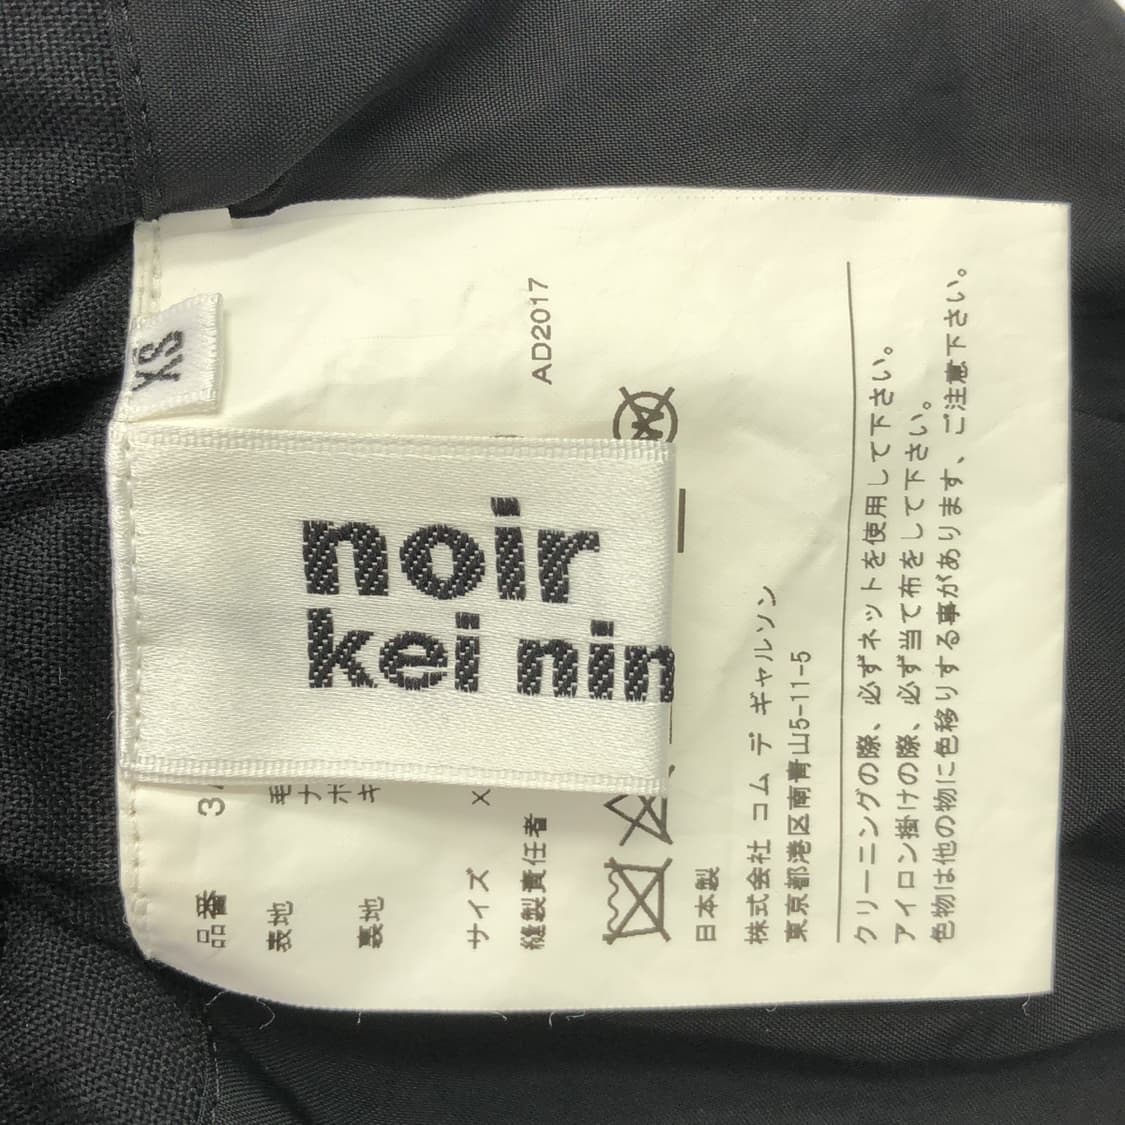 XS
noir
kei nin
品番 3
表地 毛
ナ
ポ
裏地 キ
サイズ ×
縫製責任者
AD2017
日本製
株式会社 コム デ ギャルソン
東京都港区南青山5-11-5
クリーニングの際、必ずネットを使用して下さい。
アイロン掛けの際、必ず当て布をして下さい。
色物は他の物に色移りする事があります、ご注意下さい。